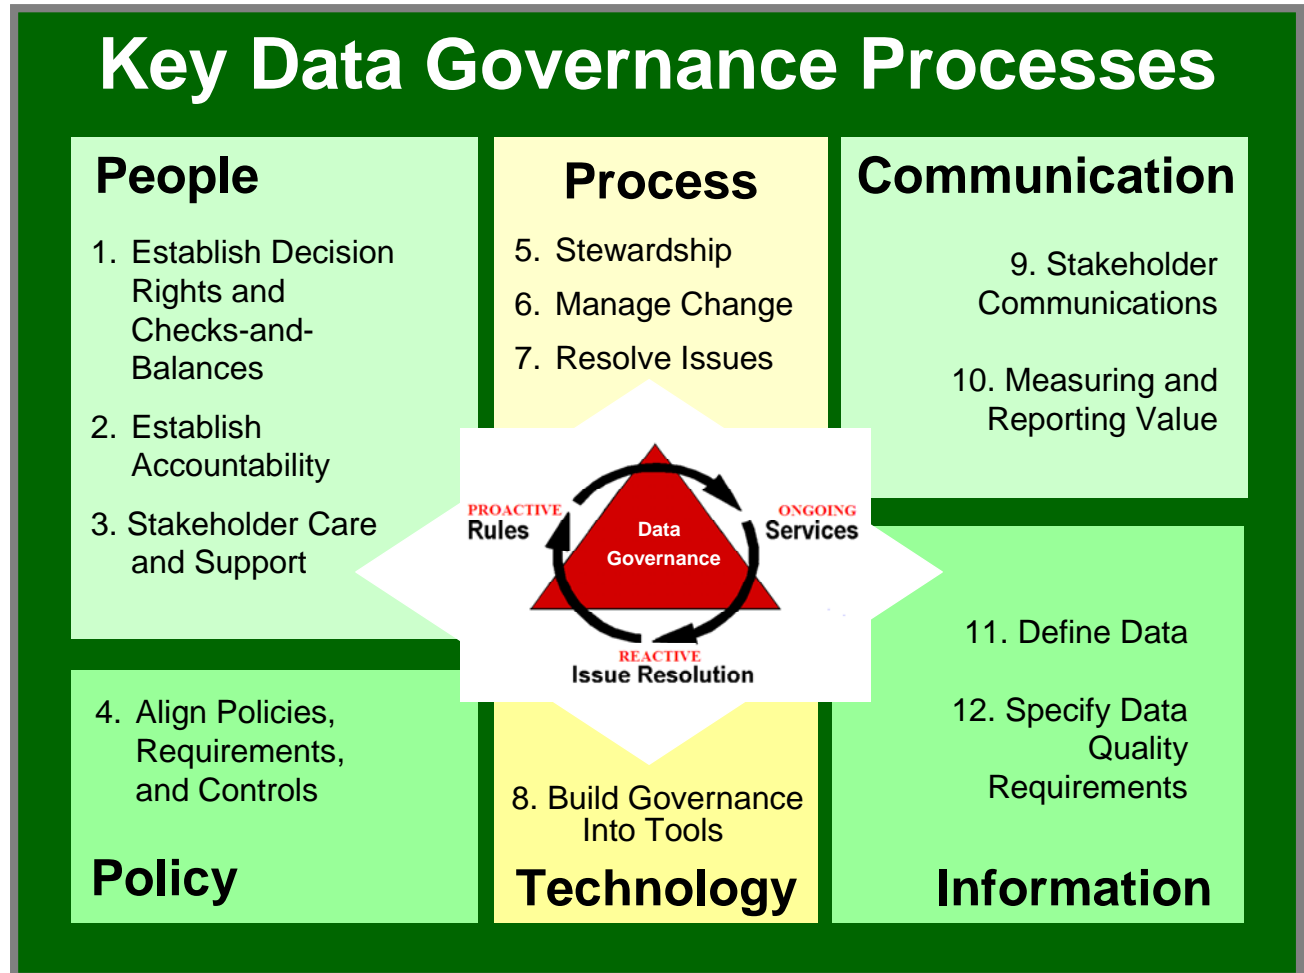 Key Data Governance Processes
People
1. Establish Decision
Rights and
Checks-and-
Balances
2. Establish
Accountability
3. Stakeholder Care
and Support
4. Align Policies,
Requirements,
and Controls
Policy
Process
5. Stewardship
6. Manage Change
7. Resolve Issues
PROACTIVE
Rules
Data
Governance
ONGOING
Services
REACTIVE
Issue Resolution
8. Build Governance
Into Tools
Technology
Communication
9. Stakeholder
Communications
10. Measuring and
Reporting Value
11. Define Data
12. Specify Data
Quality
Requirements
Information